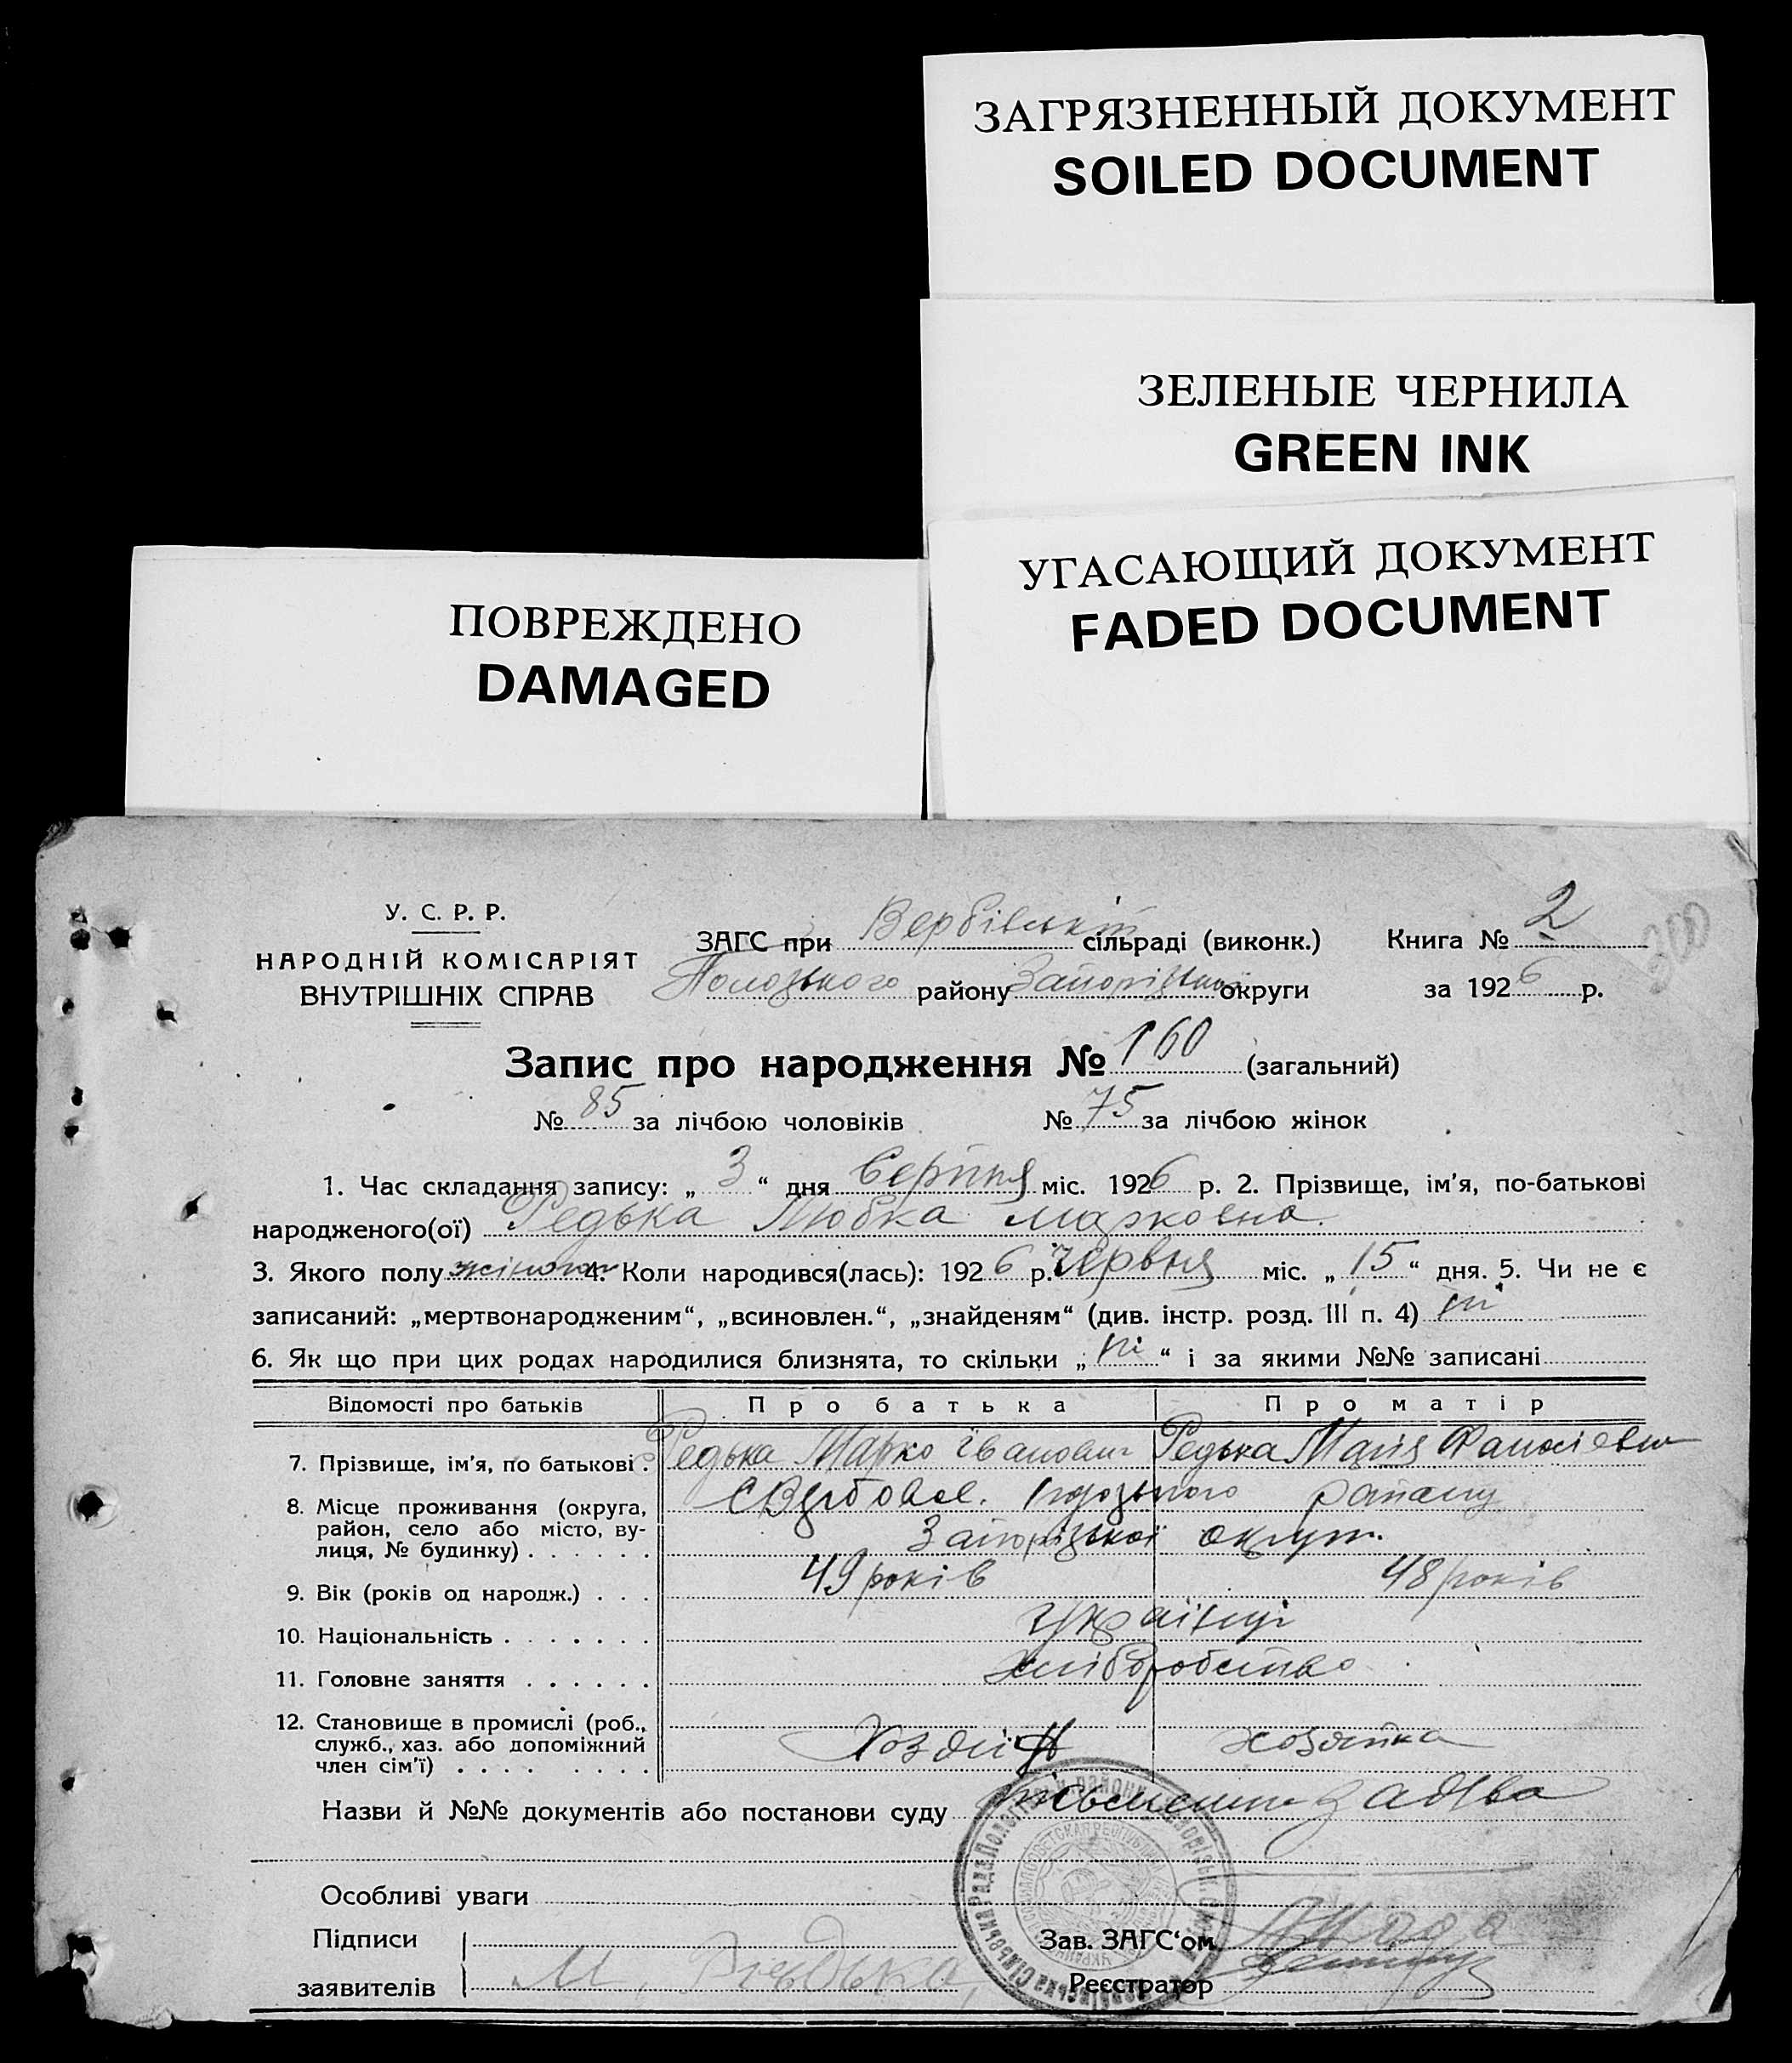 ЗАГРЯЗНЕННЫЙ ДОКУМЕНТ
SOILED DOCUMENT
ЗЕЛЕНЫЕ ЧЕРНИЛА
GREEN INK
УГАСАЮЩИЙ ДОКУМЕНТ
FADED DOCUMENT
ПОВРЕЖДЕНО
DAMAGED
У. С. Р. Р.
НАРОДНІЙ КОМІСАРІЯТ
ВНУТРІШНІХ СПРАВ
ЗАГС при Вербівській сільраді (виконк.) Книга № 2
300
Пологського району Запорізької округи за 1926 р.
Запис про народження № 160 (загальний)
№ 85 за лічбою чоловіків № 75 за лічбою жінок
1. Час складання запису: „ 3 “ дня Серпня міс. 1926 р. 2. Прізвище, ім’я, по-батькові
народженого(ої) Редька Любка Марковна.
3. Якого полу жіночого 4. Коли народився(лась): 1926 р. Червня міс. „ 15 “ дня. 5. Чи не є
записаний: „мертвонародженим“, „всиновлен.“, „знайденям“ (див. інстр. розд. III п. 4) ні
6. Як що при цих родах народилися близнята, то скільки „ ні “ і за якими №№ записані
Відомості про батьків Про батька Про матір
7. Прізвище, ім’я, по батькові . Редька Марко Іванович Редька Марія
8. Місце проживання (округа, район, село або місто, ву-
лиця, № будинку) . . . . . . Запорізької округи.
9. Вік (років од народж.) . . . 49 років 48 років
10. Національність . . . . . . . українці
11. Головне заняття . . . . . . хліборобство
12. Становище в промислі (роб., служб., хаз. або допоміжний
член сім’ї) . . . . . . . . Хозяїн хозяйка
Назви й №№ документів або постанови суду письменна заява
Особливі уваги
Підписи Зав. ЗАГС‘ом
заявителів М. Редька Реєстратор